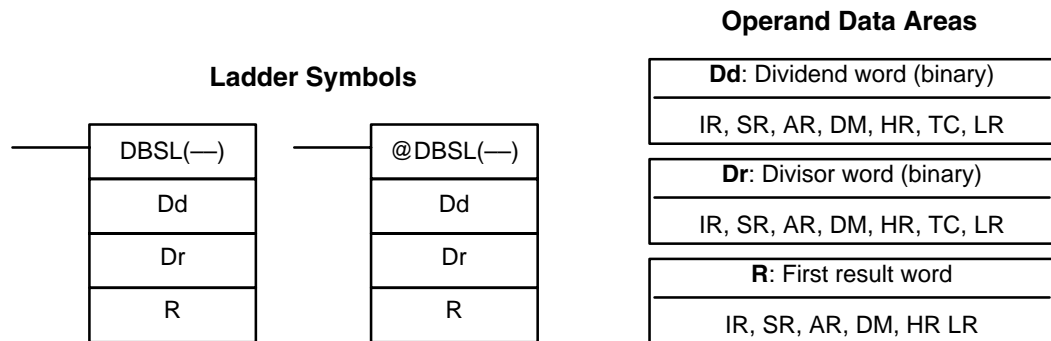 Ladder Symbols
DBSL(––)
Dd
Dr
R
@DBSL(––)
Dd
Dr
R
Operand Data Areas
Dd: Dividend word (binary)
IR, SR, AR, DM, HR, TC, LR
Dr: Divisor word (binary)
IR, SR, AR, DM, HR, TC, LR
R: First result word
IR, SR, AR, DM, HR LR